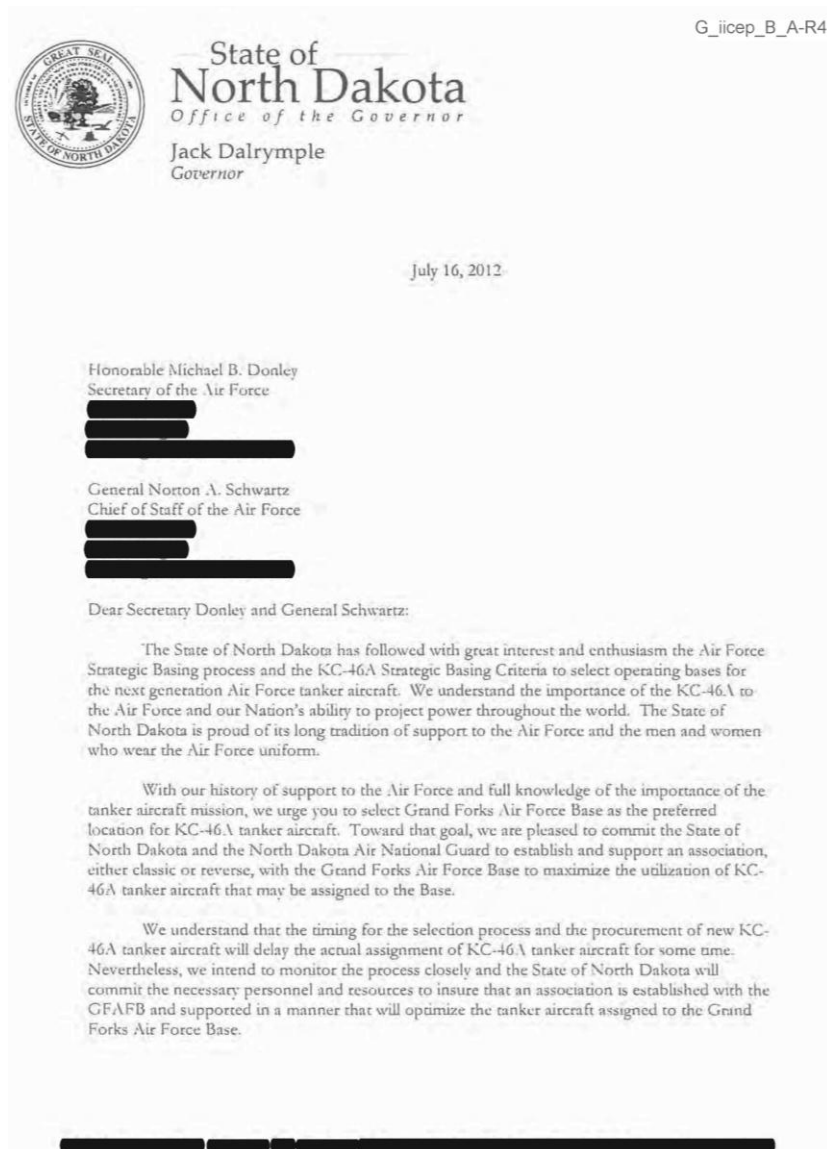 G_iicep_B_A-R4
GREAT SEAL
STATE OF NORTH DAKOTA
State of
North Dakota
Office of the Governor
Jack Dalrymple
Governor
July 16, 2012
Honorable Michael B. Donley
Secretary of the Air Force
General Norton A. Schwartz
Chief of Staff of the Air Force
Dear Secretary Donley and General Schwartz:
The State of North Dakota has followed with great interest and enthusiasm the Air Force
Strategic Basing process and the KC-46A Strategic Basing Criteria to select operating bases for
the next generation Air Force tanker aircraft. We understand the importance of the KC-46A to
the Air Force and our Nation's ability to project power throughout the world. The State of
North Dakota is proud of its long tradition of support to the Air Force and the men and women
who wear the Air Force uniform.
With our history of support to the Air Force and full knowledge of the importance of the
tanker aircraft mission, we urge you to select Grand Forks Air Force Base as the preferred
location for KC-46A tanker aircraft. Toward that goal, we are pleased to commit the State of
North Dakota and the North Dakota Air National Guard to establish and support an association,
either classic or reverse, with the Grand Forks Air Force Base to maximize the utilization of KC-
46A tanker aircraft that may be assigned to the Base.
We understand that the timing for the selection process and the procurement of new KC-
46A tanker aircraft will delay the actual assignment of KC-46A tanker aircraft for some time.
Nevertheless, we intend to monitor the process closely and the State of North Dakota will
commit the necessary personnel and resources to insure that an association is established with the
GFAFB and supported in a manner that will optimize the tanker aircraft assigned to the Grand
Forks Air Force Base.